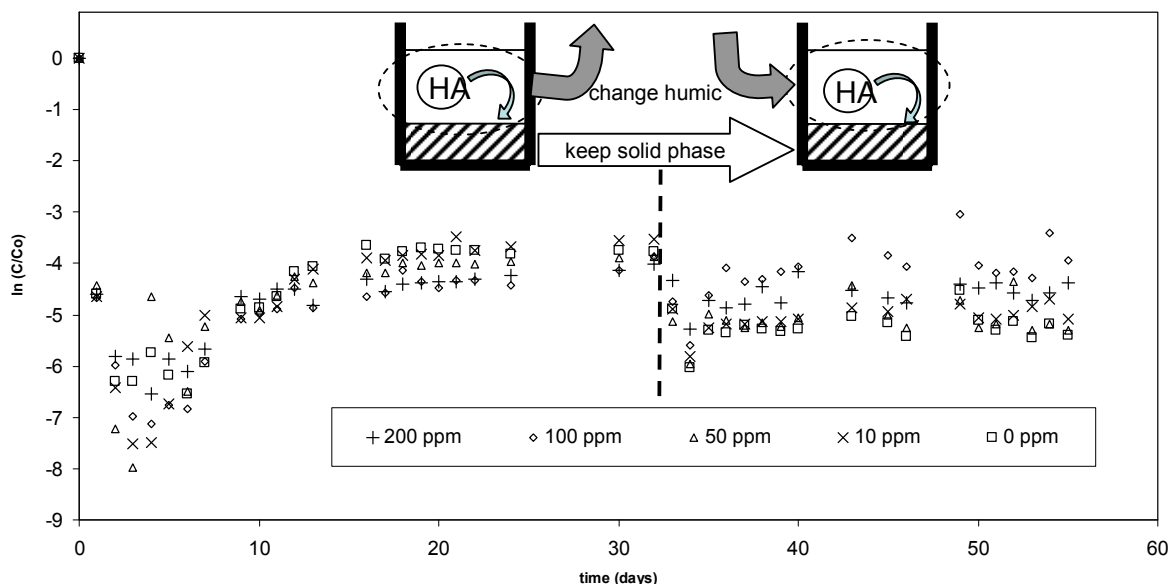 0
-1
-2
-3
-4
-5
-6
-7
-8
-9
ln (C/Co)
HA
change humic
HA
keep solid phase
200 ppm
100 ppm
50 ppm
10 ppm
0 ppm
0
10
20
30
40
50
60
time (days)